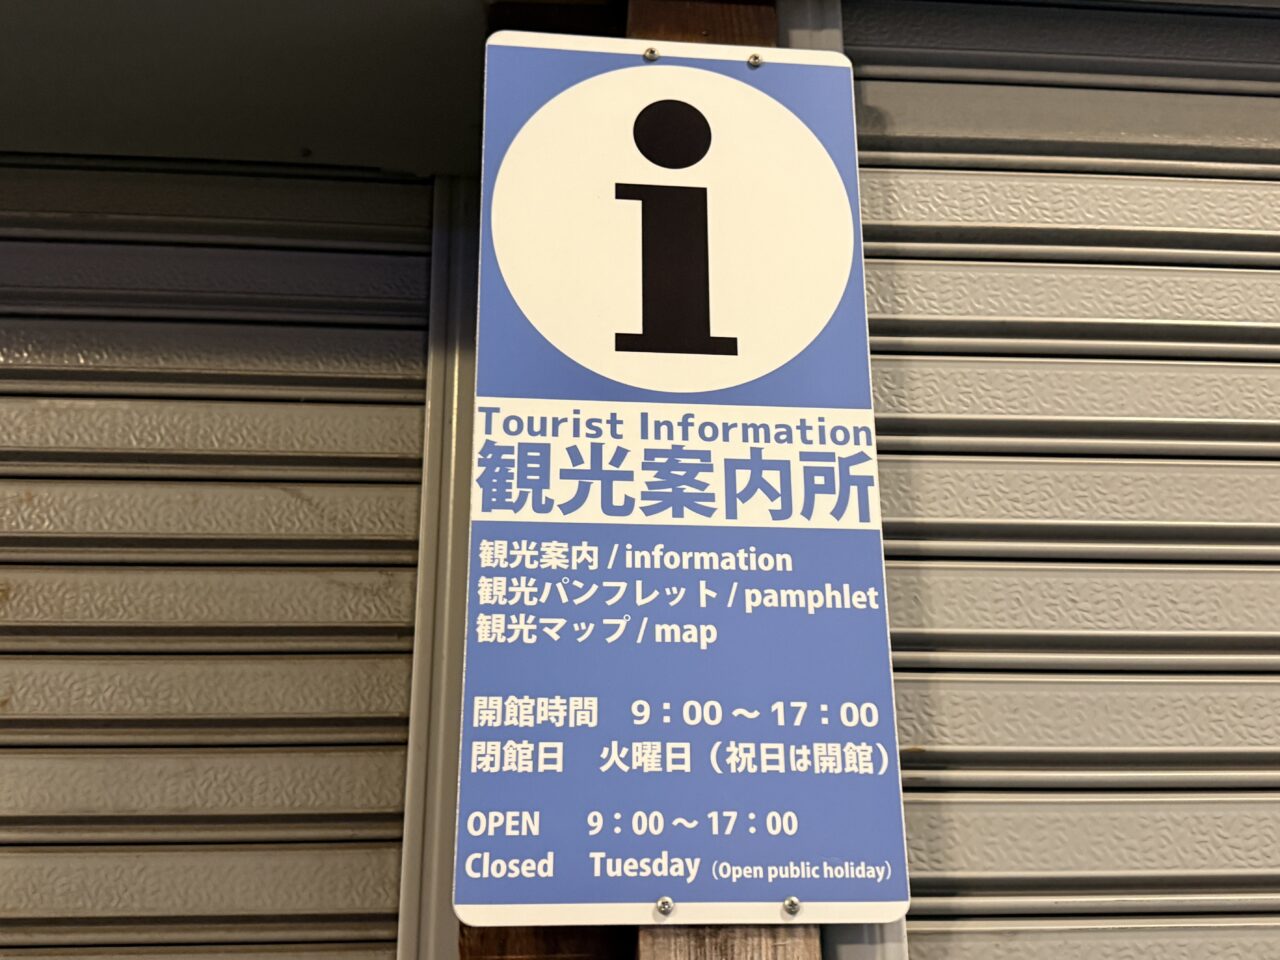 i
Tourist Information
観光案内所
観光案内 / information
観光パンフレット / pamphlet
観光マップ / map
開館時間　9：00 ～ 17：00
閉館日　火曜日（祝日は開館）
OPEN　9：00 ～ 17：00
Closed　Tuesday（Open public holiday）